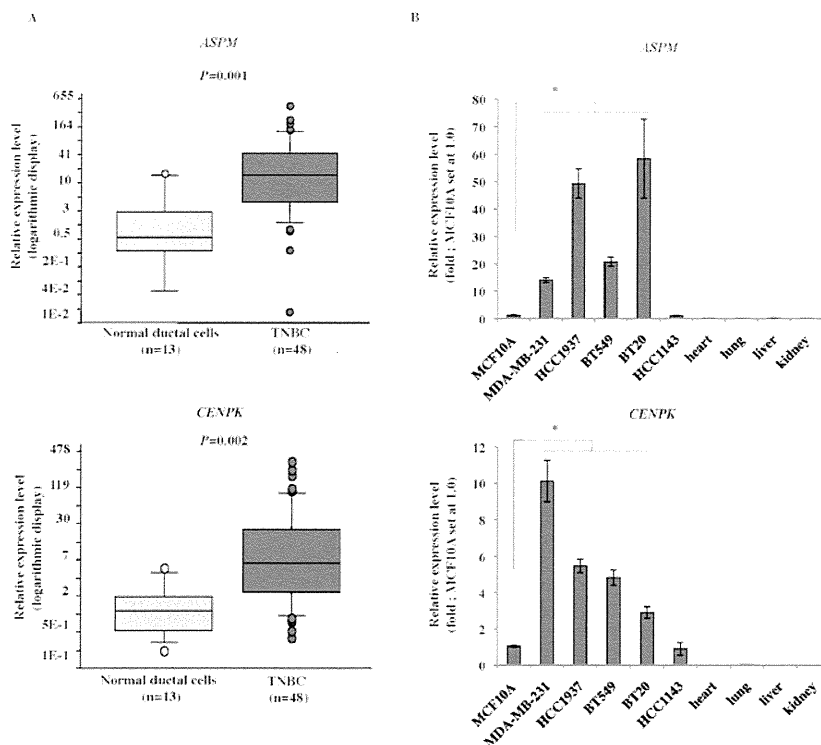 A
ASPM
P=0.001
Relative expression level
(logarithmic display)
655
164
41
10
3
0.5
2E-1
4E-2
1E-2
Normal ductal cells
(n=13)
TNBC
(n=48)
B
ASPM
*
Relative expression level
(fold ; MCF10A set at 1.0)
80
70
60
50
40
30
20
10
0
MCF10A
MDA-MB-231
HCC1937
BT549
BT20
HCC1143
heart
lung
liver
kidney
CENPK
P=0.002
Relative expression level
(logarithmic display)
478
119
30
7
2
5E-1
1E-1
Normal ductal cells
(n=13)
TNBC
(n=48)
CENPK
*
Relative expression level
(fold ; MCF10A set at 1.0)
12
10
8
6
4
2
0
MCF10A
MDA-MB-231
HCC1937
BT549
BT20
HCC1143
heart
lung
liver
kidney